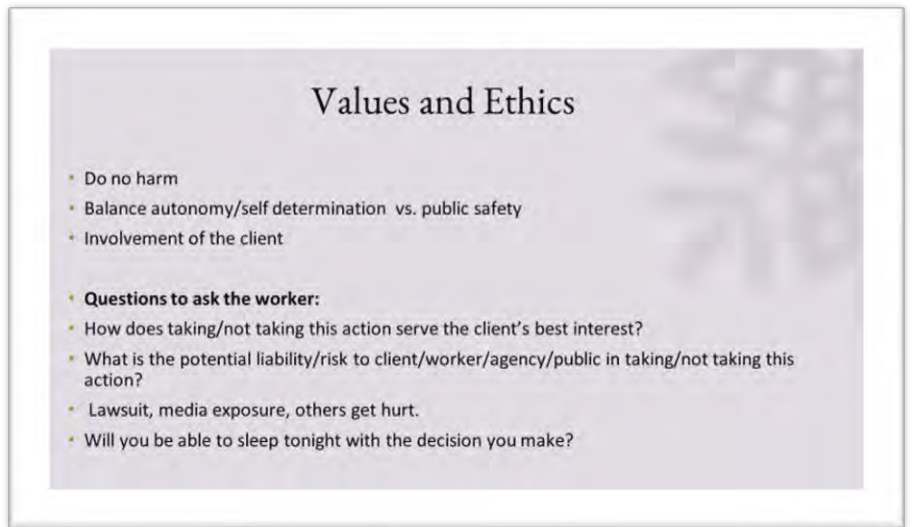 Values and Ethics
• Do no harm
• Balance autonomy/self determination  vs. public safety
• Involvement of the client
• Questions to ask the worker:
• How does taking/not taking this action serve the client’s best interest?
• What is the potential liability/risk to client/worker/agency/public in taking/not taking this
action?
• Lawsuit, media exposure, others get hurt.
• Will you be able to sleep tonight with the decision you make?